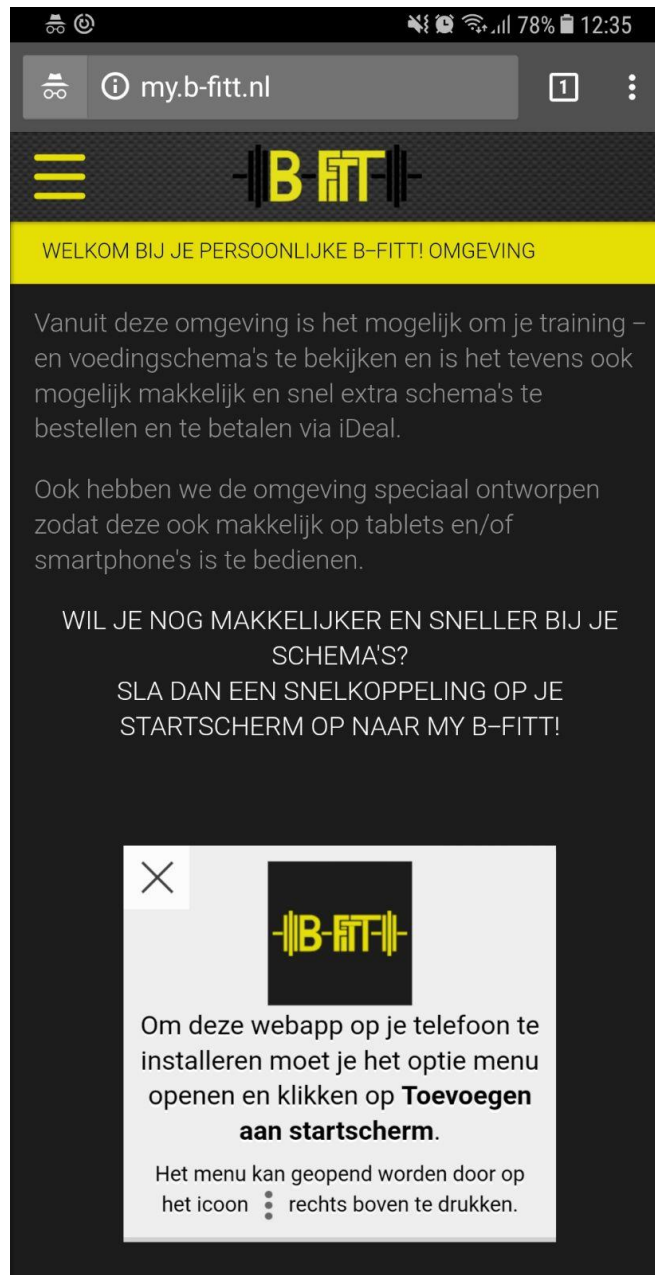 78% 12:35
my.b-fitt.nl
1
B-FITT
WELKOM BIJ JE PERSOONLIJKE B-FITT! OMGEVING
Vanuit deze omgeving is het mogelijk om je training –
en voedingschema's te bekijken en is het tevens ook
mogelijk makkelijk en snel extra schema's te
bestellen en te betalen via iDeal.
Ook hebben we de omgeving speciaal ontworpen
zodat deze ook makkelijk op tablets en/of
smartphone's is te bedienen.
WIL JE NOG MAKKELIJKER EN SNELLER BIJ JE
SCHEMA'S?
SLA DAN EEN SNELKOPPELING OP JE
STARTSCHERM OP NAAR MY B-FITT!
B-FITT
Om deze webapp op je telefoon te
installeren moet je het optie menu
openen en klikken op Toevoegen
aan startscherm.
Het menu kan geopend worden door op
het icoon rechts boven te drukken.